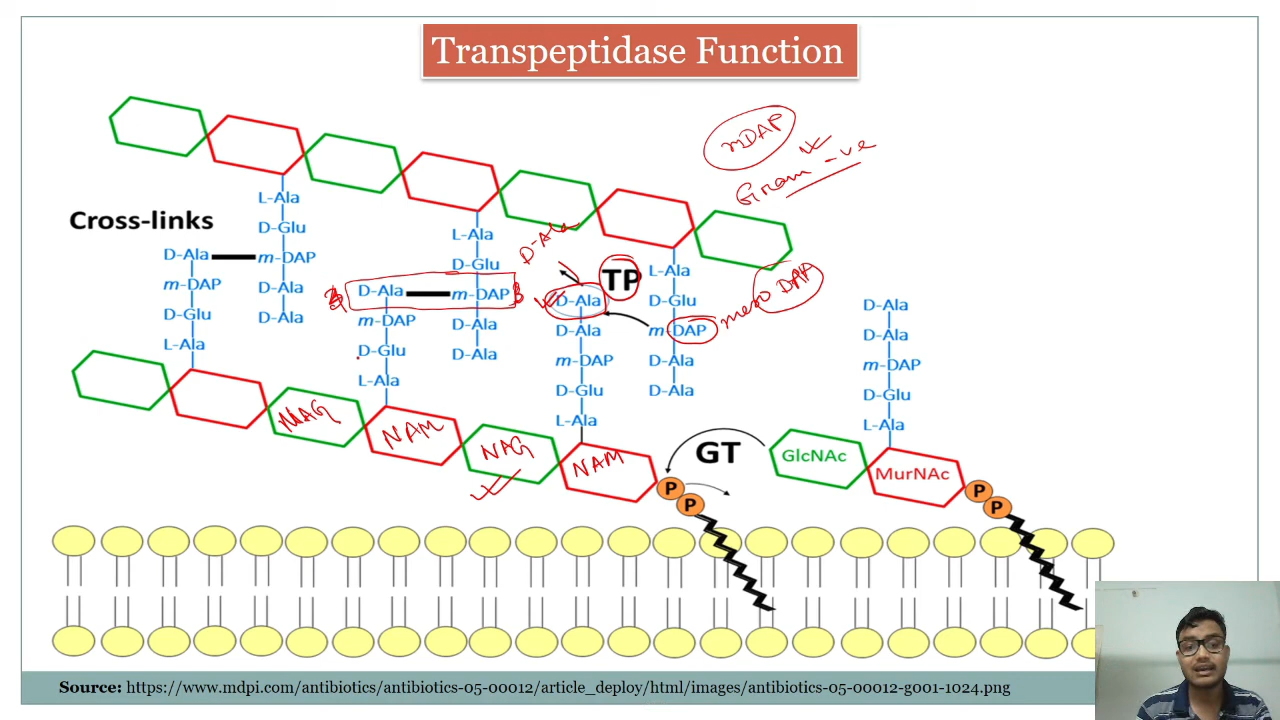 Transpeptidase Function
mDAP
Gram -ve
L-Ala
D-Glu
Cross-links
D-Ala
m-DAP
m-DAP
D-Ala
D-Glu
D-Ala
L-Ala
L-Ala
D-Glu
D-Ala
m-DAP
m-DAP
D-Ala
D-Glu
D-Ala
L-Ala
D-Ala
TP
D-Ala
D-Ala
m-DAP
D-Glu
L-Ala
L-Ala
D-Glu
m-DAP
D-Ala
D-Ala
meso DAP
D-Ala
D-Ala
m-DAP
D-Glu
L-Ala
NAG
NAM
NAG
NAM
GT
GlcNAc
MurNAc
P
P
P
P
Source: https://www.mdpi.com/antibiotics/antibiotics-05-00012/article_deploy/html/images/antibiotics-05-00012-g001-1024.png